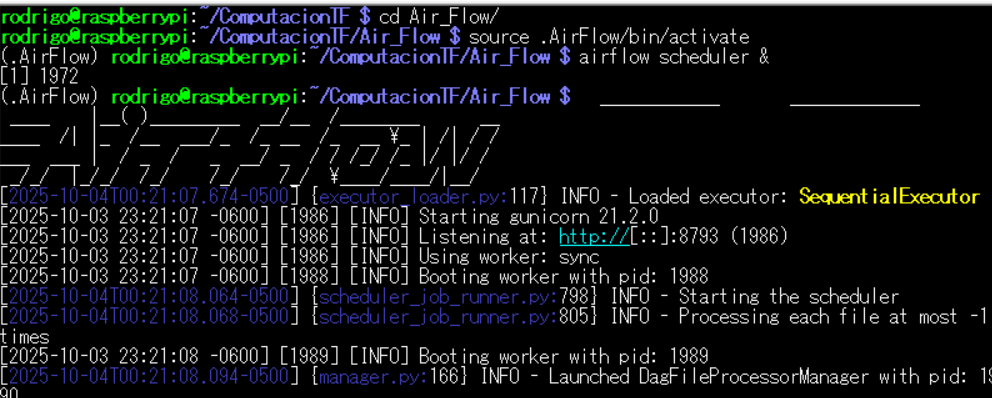 rodrigo@raspberrypi:~/ComputacionTF $ cd Air_Flow/
rodrigo@raspberrypi:~/ComputacionTF/Air_Flow $ source .AirFlow/bin/activate
(.AirFlow) rodrigo@raspberrypi:~/ComputacionTF/Air_Flow $ airflow scheduler &
[1] 1972
(.AirFlow) rodrigo@raspberrypi:~/ComputacionTF/Air_Flow $
Airflow
[2025-10-04T00:21:07.674-0500] {executor_loader.py:117} INFO - Loaded executor: SequentialExecutor
[2025-10-03 23:21:07 -0600] [1986] [INFO] Starting gunicorn 21.2.0
[2025-10-03 23:21:07 -0600] [1986] [INFO] Listening at: http://[::]:8793 (1986)
[2025-10-03 23:21:07 -0600] [1986] [INFO] Using worker: sync
[2025-10-03 23:21:07 -0600] [1988] [INFO] Booting worker with pid: 1988
[2025-10-04T00:21:08.064-0500] {scheduler_job_runner.py:798} INFO - Starting the scheduler
[2025-10-04T00:21:08.068-0500] {scheduler_job_runner.py:805} INFO - Processing each file at most -1
times
[2025-10-03 23:21:08 -0600] [1989] [INFO] Booting worker with pid: 1989
[2025-10-04T00:21:08.094-0500] {manager.py:166} INFO - Launched DagFileProcessorManager with pid: 19
90